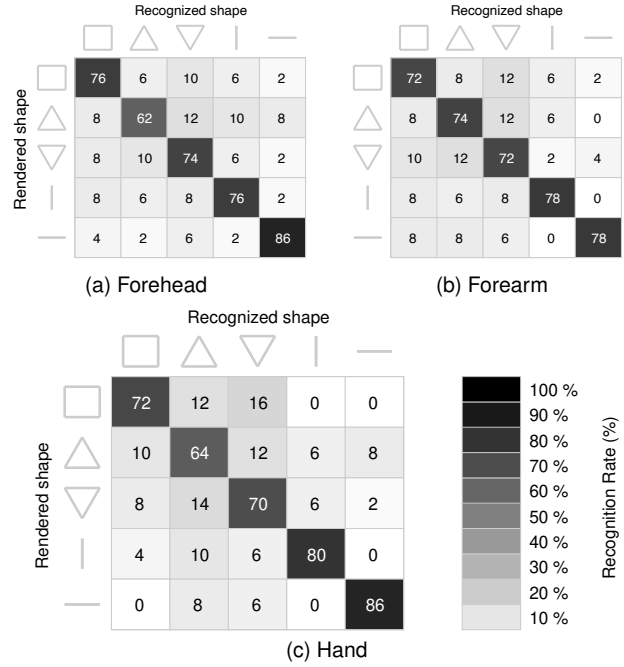 Recognized shape
Rendered shape
76 6 10 6 2
8 62 12 10 8
8 10 74 6 2
8 6 8 76 2
4 2 6 2 86
(a) Forehead
Recognized shape
72 8 12 6 2
8 74 12 6 0
10 12 72 2 4
8 6 8 78 0
8 8 6 0 78
(b) Forearm
Recognized shape
Rendered shape
72 12 16 0 0
10 64 12 6 8
8 14 70 6 2
4 10 6 80 0
0 8 6 0 86
(c) Hand
100 %
90 %
80 %
70 %
60 %
50 %
40 %
30 %
20 %
10 %
Recognition Rate (%)